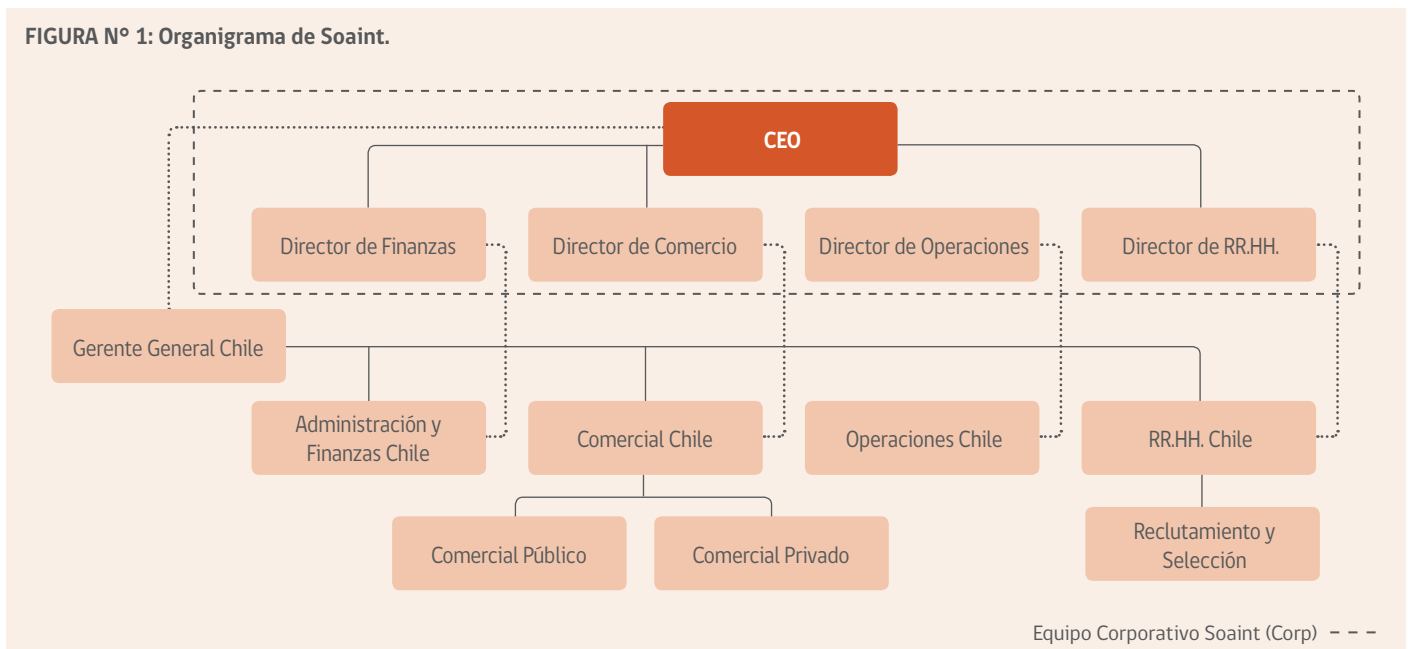 FIGURA N° 1: Organigrama de Soaint.
CEO
Director de Finanzas
Director de Comercio
Director de Operaciones
Director de RR.HH.
Gerente General Chile
Administración y
Finanzas Chile
Comercial Chile
Operaciones Chile
RR.HH. Chile
Comercial Público
Comercial Privado
Reclutamiento y
Selección
Equipo Corporativo Soaint (Corp)